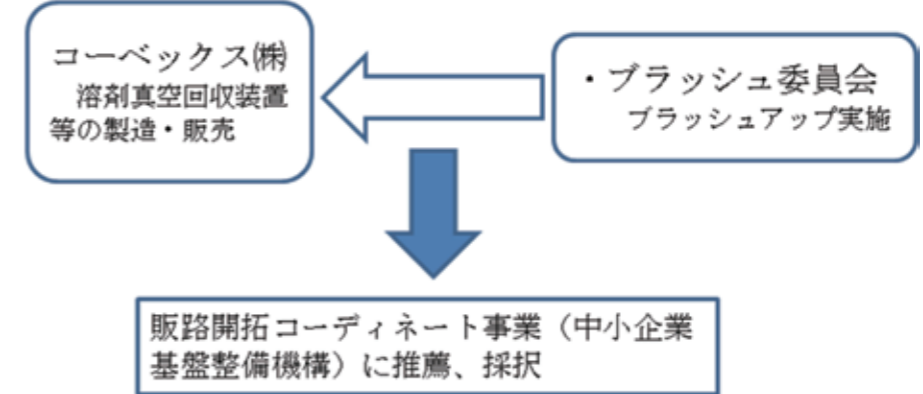 コーベックス㈱
溶剤真空回収装置
等の製造・販売
・ブラッシュ委員会
ブラッシュアップ実施
販路開拓コーディネート事業（中小企業
基盤整備機構）に推薦、採択